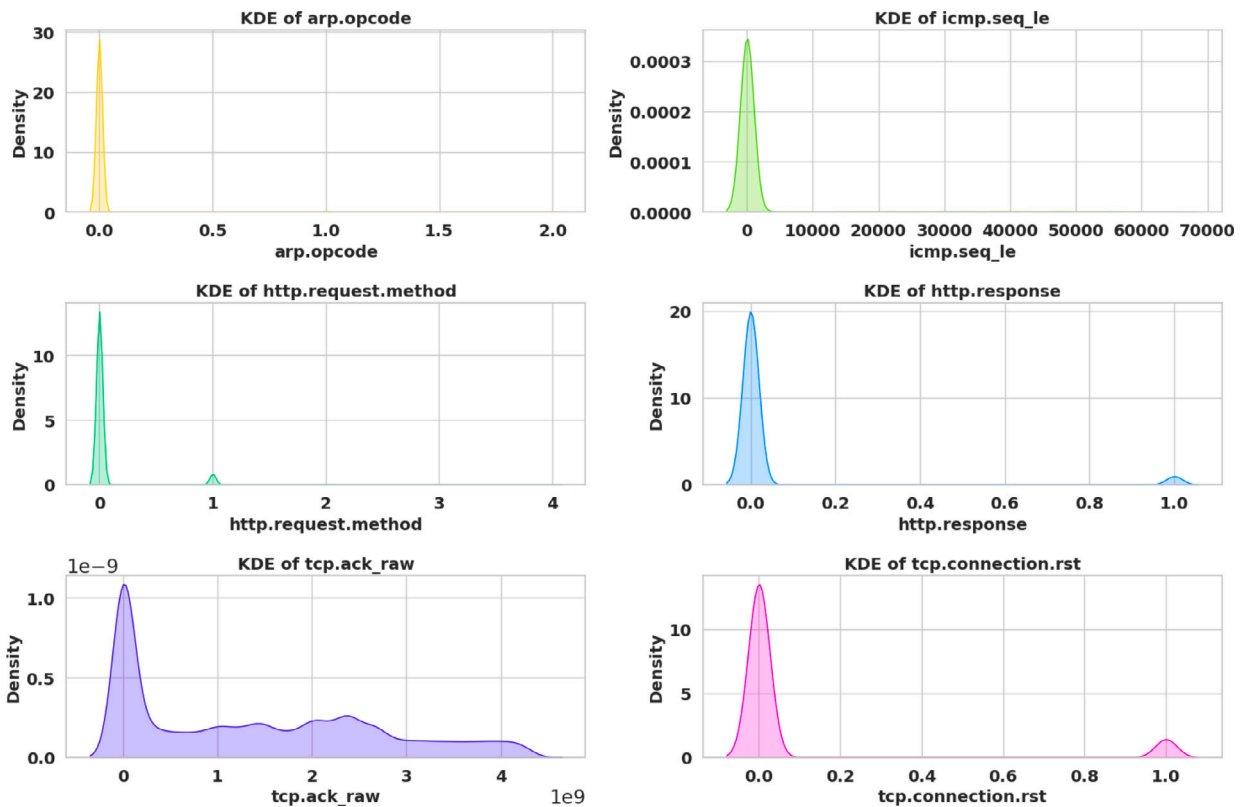 KDE of arp.opcode
30
20
10
0
Density
0.0 0.5 1.0 1.5 2.0
arp.opcode
KDE of icmp.seq_le
0.0003
0.0002
0.0001
0.0000
Density
0 10000 20000 30000 40000 50000 60000 70000
icmp.seq_le
KDE of http.request.method
10
5
0
Density
0 1 2 3 4
http.request.method
KDE of http.response
20
10
0
Density
0.0 0.2 0.4 0.6 0.8 1.0
http.response
KDE of tcp.ack_raw
1e−9
1.0
0.5
0.0
Density
0 1 2 3 4
1e9
tcp.ack_raw
KDE of tcp.connection.rst
10
5
0
Density
0.0 0.2 0.4 0.6 0.8 1.0
tcp.connection.rst